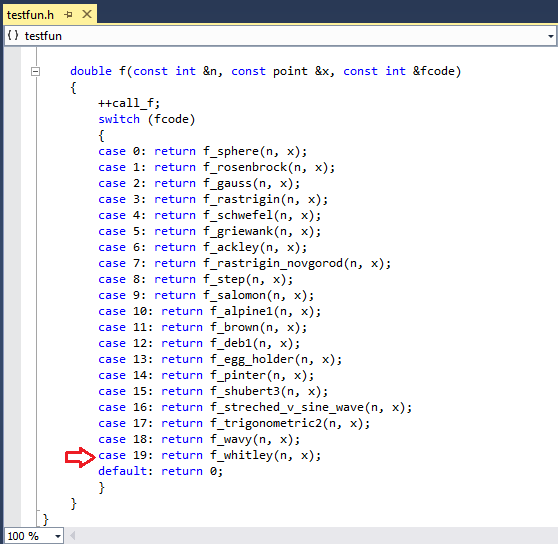 testfun.h
{ } testfun
double f(const int &n, const point &x, const int &fcode)
{
++call_f;
switch (fcode)
{
case 0: return f_sphere(n, x);
case 1: return f_rosenbrock(n, x);
case 2: return f_gauss(n, x);
case 3: return f_rastrigin(n, x);
case 4: return f_schwefel(n, x);
case 5: return f_griewank(n, x);
case 6: return f_ackley(n, x);
case 7: return f_rastrigin_novgorod(n, x);
case 8: return f_step(n, x);
case 9: return f_salomon(n, x);
case 10: return f_alpine1(n, x);
case 11: return f_brown(n, x);
case 12: return f_deb1(n, x);
case 13: return f_egg_holder(n, x);
case 14: return f_pinter(n, x);
case 15: return f_shubert3(n, x);
case 16: return f_streched_v_sine_wave(n, x);
case 17: return f_trigonometric2(n, x);
case 18: return f_wavy(n, x);
case 19: return f_whitley(n, x);
default: return 0;
}
}
}
100 %